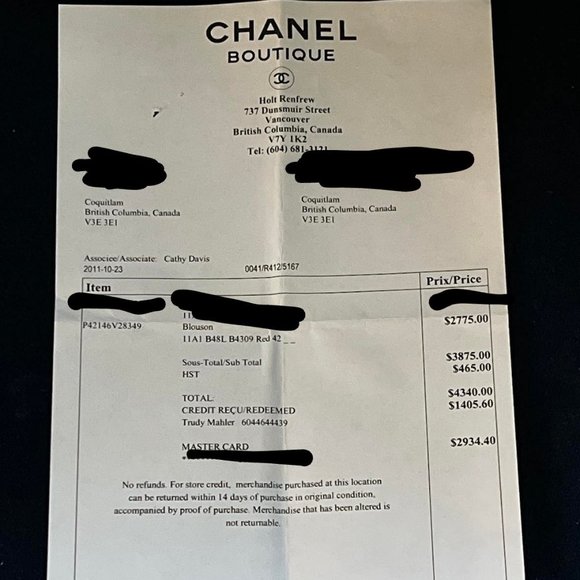 CHANEL
BOUTIQUE
Holt Renfrew
737 Dunsmuir Street
Vancouver
British Columbia, Canada
V7Y 1K2
Tel: (604) 681-3121
Coquitlam
British Columbia, Canada
V3E 3E1
Coquitlam
British Columbia, Canada
V3E 3E1
Associee/Associate: Cathy Davis
2011-10-23 0041/R412/5167
Item Prix/Price
P42146V28349 Blouson $2775.00
11A1 B48L B4309 Red 42 _ _
Sous-Total/Sub Total $3875.00
HST $465.00
TOTAL $4340.00
CREDIT REÇU/REDEEMED $1405.60
Trudy Mahler 6044644439
MASTER CARD $2934.40
No refunds. For store credit, merchandise purchased at this location
can be returned within 14 days of purchase in original condition,
accompanied by proof of purchase. Merchandise that has been altered is
not returnable.